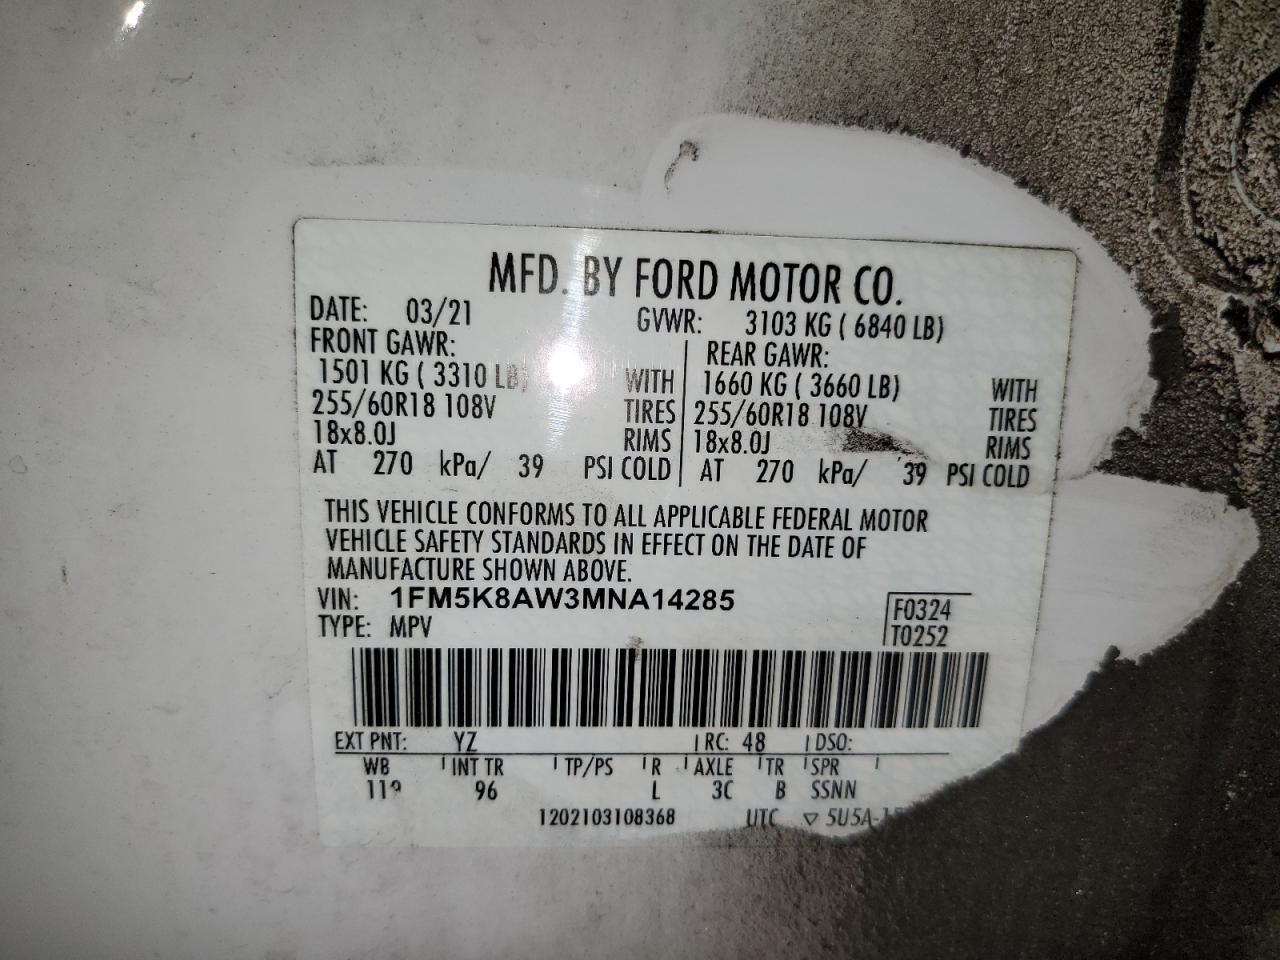 MFD. BY FORD MOTOR CO.
DATE: 03/21 GVWR: 3103 KG ( 6840 LB)
FRONT GAWR: REAR GAWR:
1501 KG ( 3310 LB) WITH 1660 KG ( 3660 LB) WITH
255/60R18 108V TIRES 255/60R18 108V TIRES
18x8.0J RIMS 18x8.0J RIMS
AT 270 kPa/ 39 PSI COLD AT 270 kPa/ 39 PSI COLD
THIS VEHICLE CONFORMS TO ALL APPLICABLE FEDERAL MOTOR
VEHICLE SAFETY STANDARDS IN EFFECT ON THE DATE OF
MANUFACTURE SHOWN ABOVE.
VIN: 1FM5K8AW3MNA14285 F0324
TYPE: MPV T0252
EXT PNT: YZ RC: 48 DSO:
WB INT TR TP/PS R AXLE TR SPR
96 L 3C B SSNN
1202103108368 UTC ▽ 5U5A-